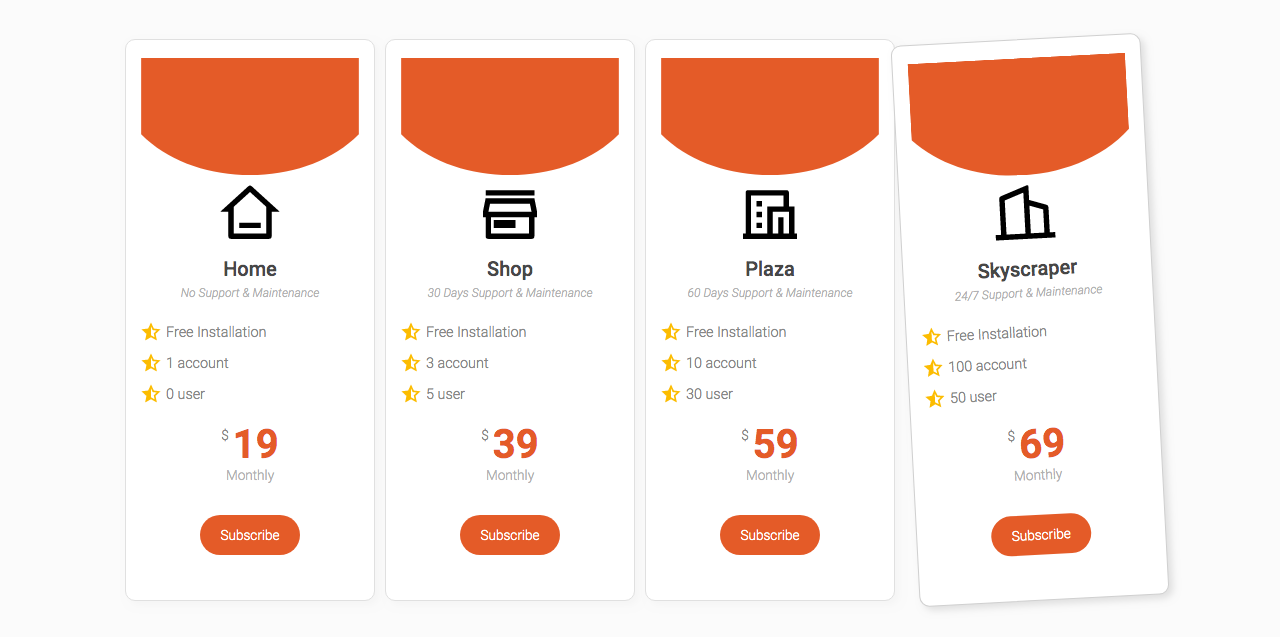 Home
No Support & Maintenance
Free Installation
1 account
0 user
$ 19
Monthly
Subscribe
Shop
30 Days Support & Maintenance
Free Installation
3 account
5 user
$ 39
Monthly
Subscribe
Plaza
60 Days Support & Maintenance
Free Installation
10 account
30 user
$ 59
Monthly
Subscribe
Skyscraper
24/7 Support & Maintenance
Free Installation
100 account
50 user
$ 69
Monthly
Subscribe